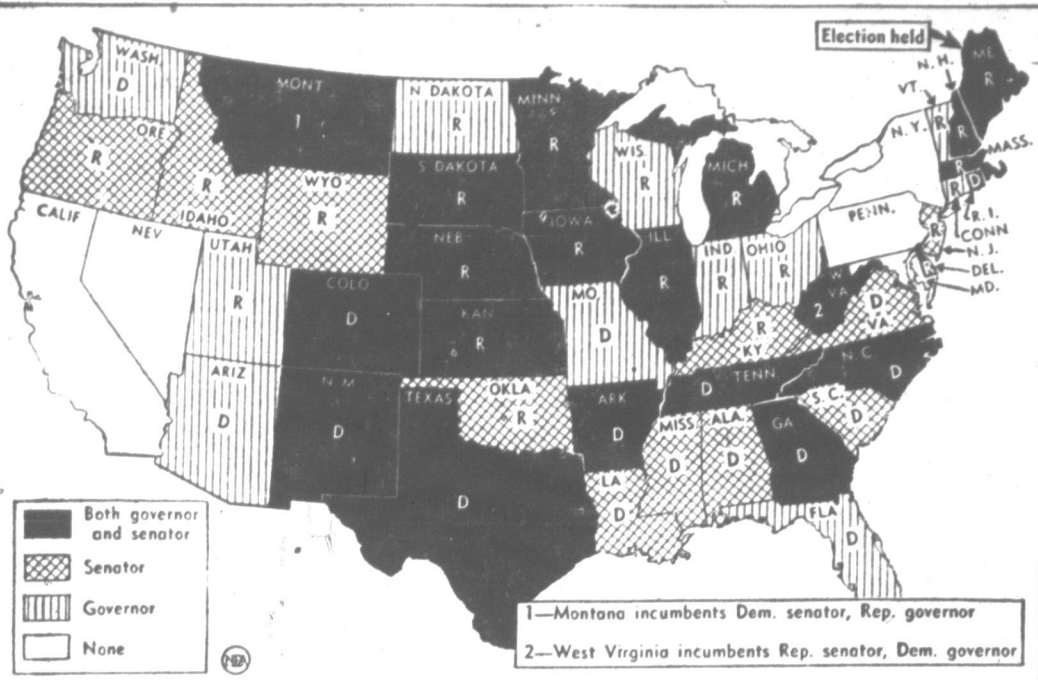 Election held
ME.
R
N. H.
R
VT.
R
WASH.
D
MONT
1
N DAKOTA
R
MINN
R
N. Y.
MASS.
R
ORE.
R
WIS.
R
MICH
R
S DAKOTA
R
R
D
R. I.
CONN
N. J.
R
DEL.
R
MD.
IDAHO
R
WYO
R
CALIF
NEV
UTAH
R
NEB
R
IOWA
R
ILL
R
IND
R
OHIO
R
PENN.
W.
VA
2
D
VA.
COLO
D
KAN
R
MO.
D
R
KY
ARIZ
D
N. M.
D
TEXAS
D
OKLA
R
ARK
D
D TENN
N. C.
D
S. C.
D
MISS
D
ALA.
D
GA.
D
LA
D
FLA
D
Both governor
and senator
Senator
Governor
None
NEA
1—Montana incumbents Dem. senator, Rep. governor
2—West Virginia incumbents Rep. senator, Dem. governor